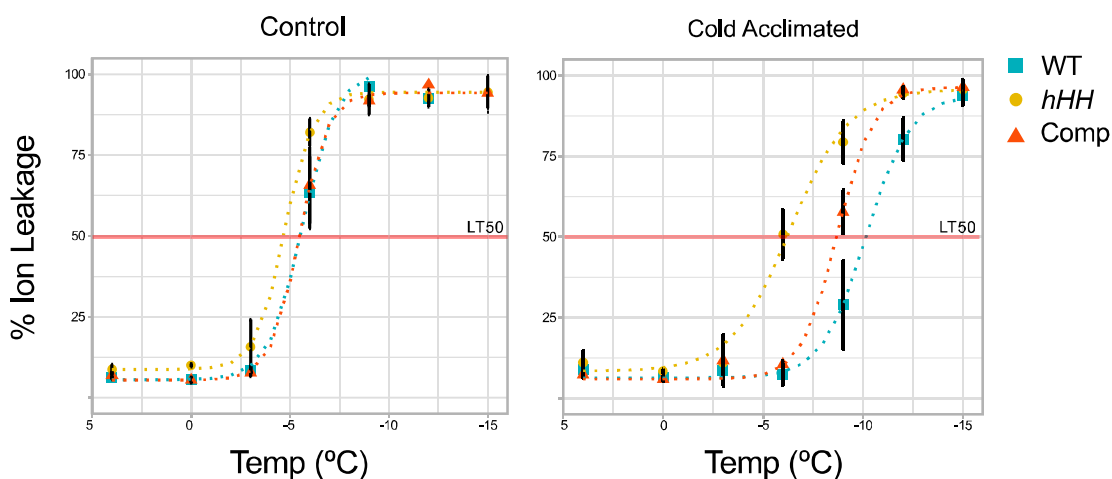 Control
Cold Acclimated
WT
hHH
Comp
% Ion Leakage
100
75
50
25
LT50
5
0
-5
-10
-15
Temp (ºC)
100
75
50
25
LT50
5
0
-5
-10
-15
Temp (ºC)